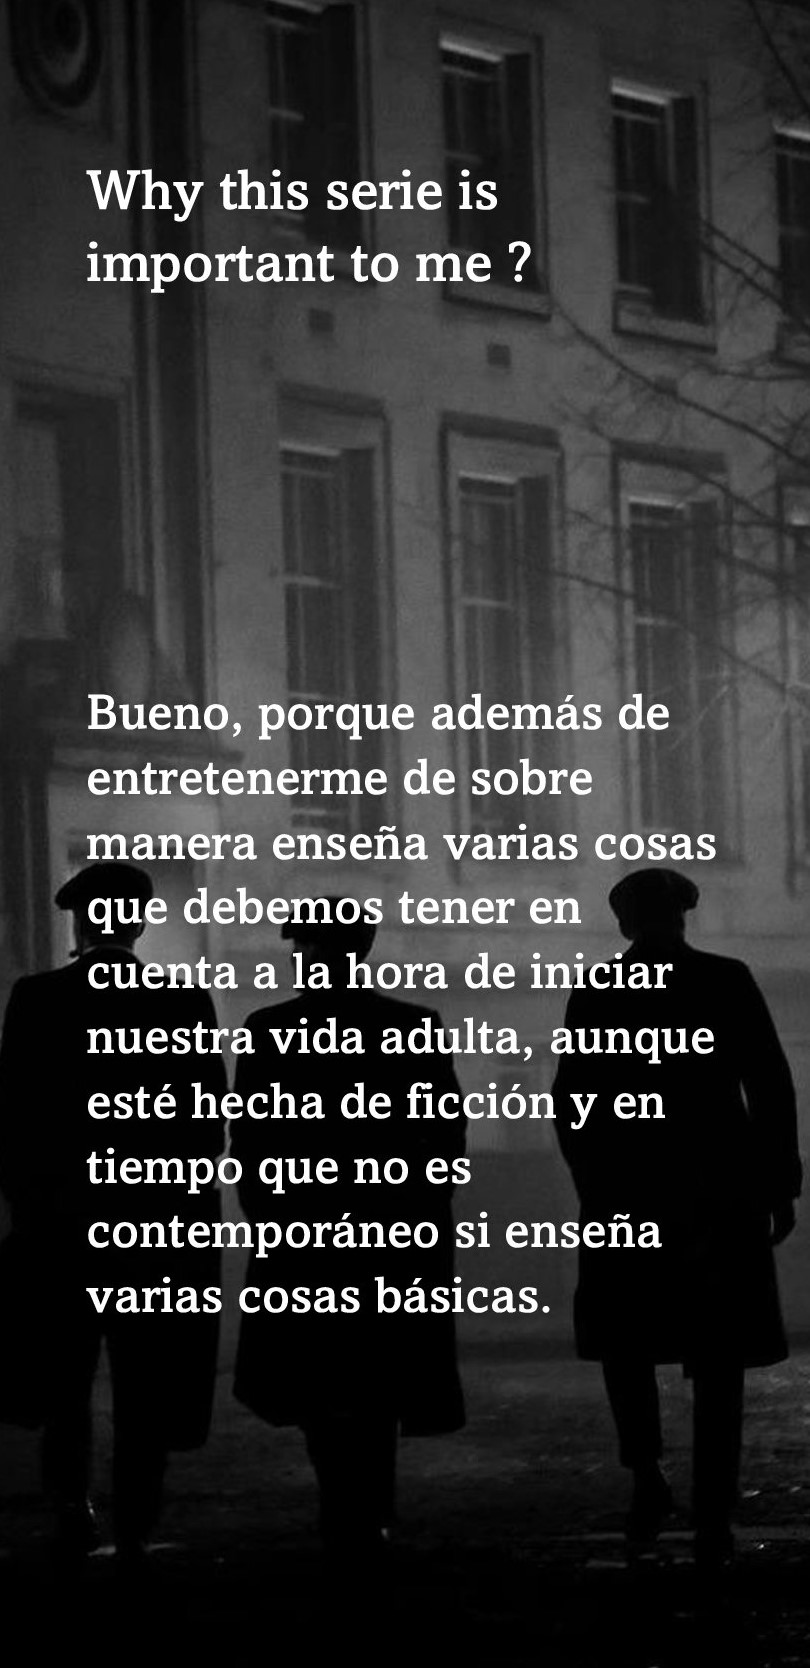 Why this serie is
important to me ?
Bueno, porque además de
entretenerme de sobre
manera enseña varias cosas
que debemos tener en
cuenta a la hora de iniciar
nuestra vida adulta, aunque
esté hecha de ficción y en
tiempo que no es
contemporáneo si enseña
varias cosas básicas.